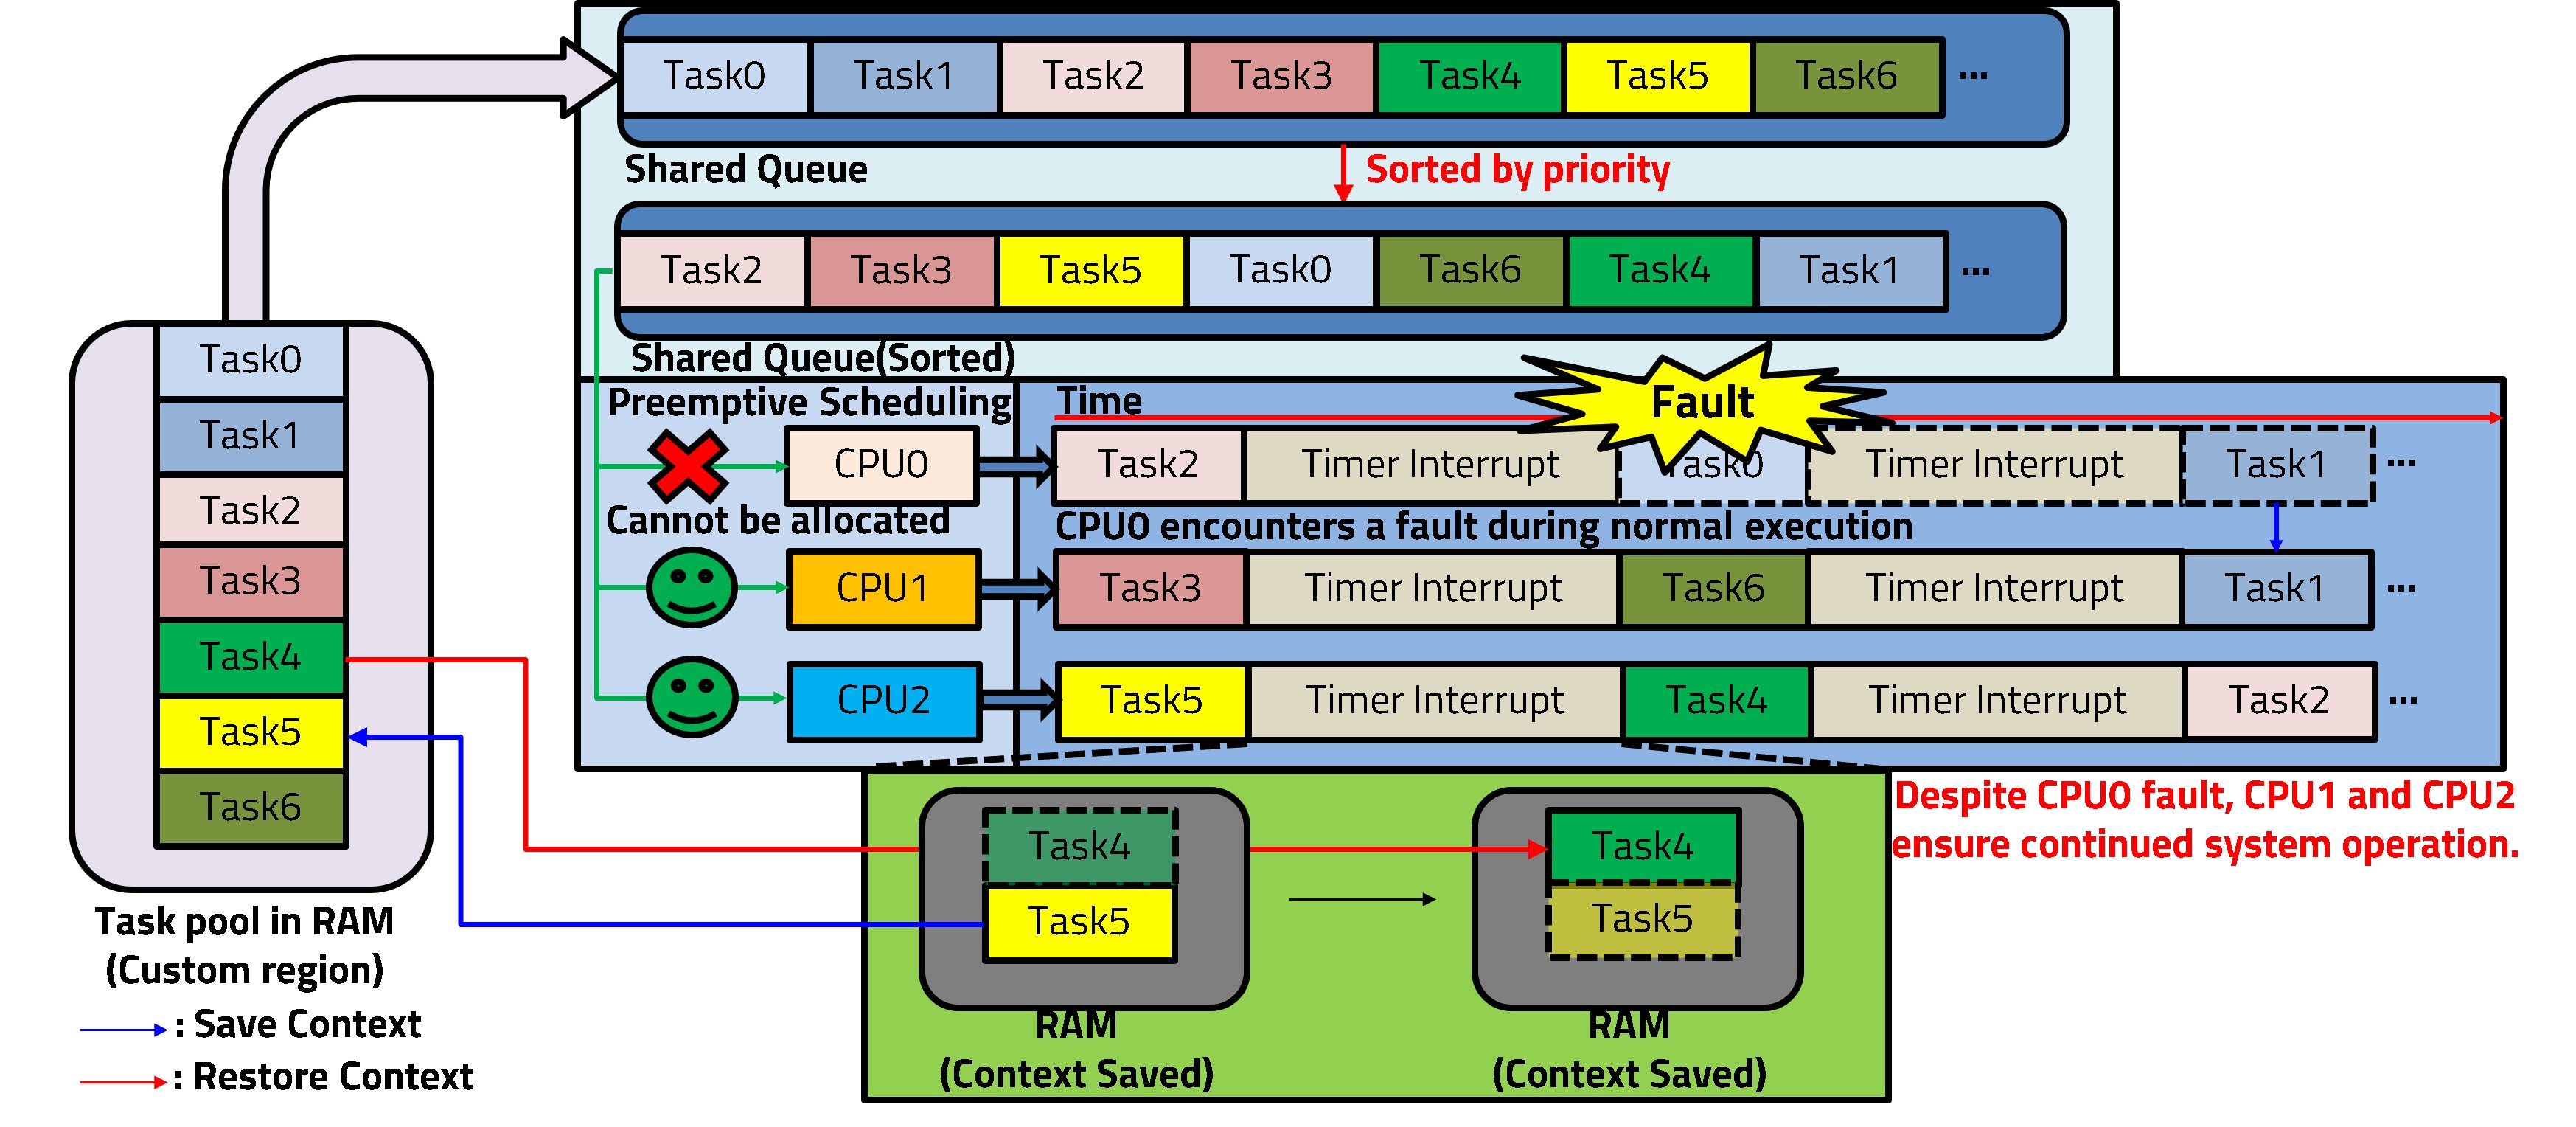 Task0 Task1 Task2 Task3 Task4 Task5 Task6 ...
Shared Queue
Sorted by priority
Task2 Task3 Task5 Task0 Task6 Task4 Task1 ...
Shared Queue(Sorted)
Task0
Task1
Task2
Task3
Task4
Task5
Task6
Task pool in RAM
(Custom region)
: Save Context
: Restore Context
Preemptive Scheduling
Time
Fault
CPU0
Task2 Timer Interrupt Task0 Timer Interrupt Task1 ...
Cannot be allocated
CPU0 encounters a fault during normal execution
CPU1
Task3 Timer Interrupt Task6 Timer Interrupt Task1 ...
CPU2
Task5 Timer Interrupt Task4 Timer Interrupt Task2 ...
Despite CPU0 fault, CPU1 and CPU2
ensure continued system operation.
Task4
Task5
RAM
(Context Saved)
Task4
Task5
RAM
(Context Saved)